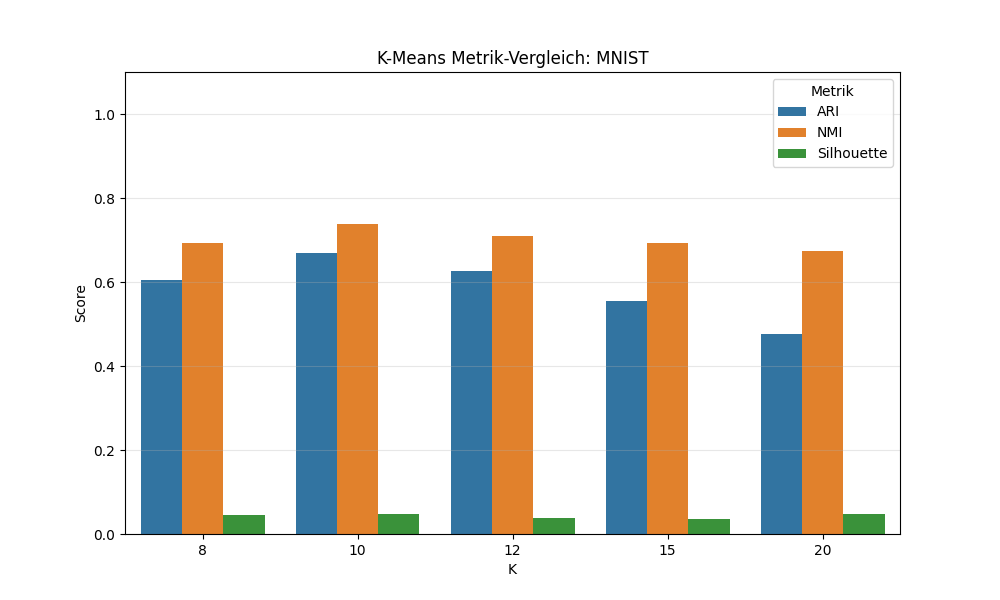 K-Means Metrik-Vergleich: MNIST
Metrik
ARI
NMI
Silhouette
Score
1.0
0.8
0.6
0.4
0.2
0.0
8 10 12 15 20
K